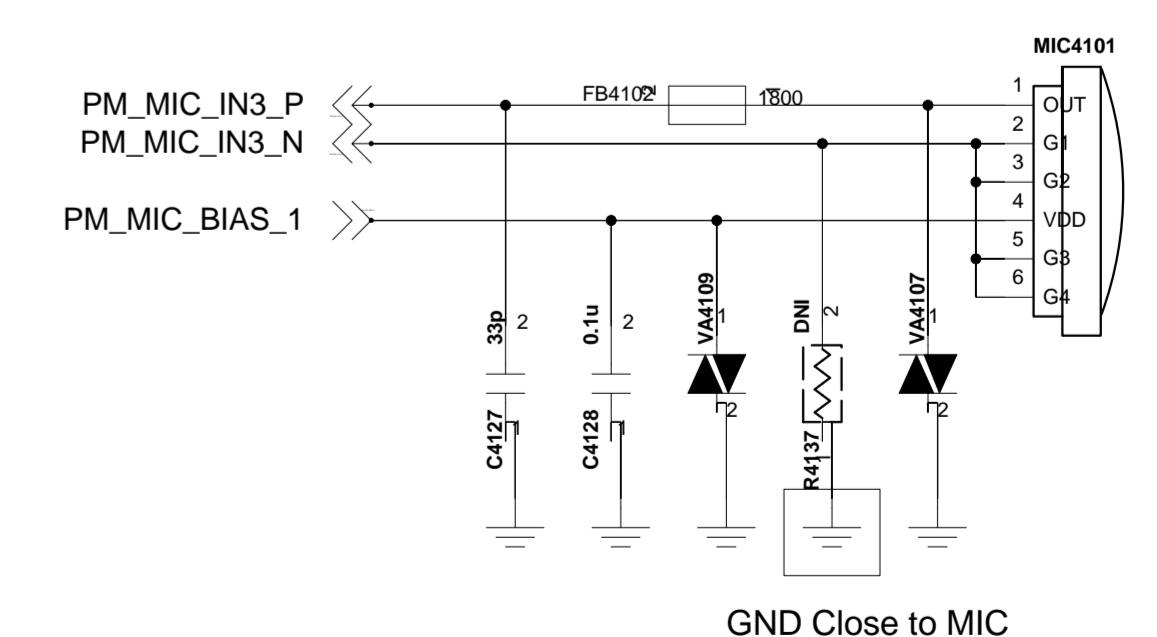 MIC4101
PM_MIC_IN3_P
FB4102
2
1
1800
1
OUT
PM_MIC_IN3_N
2
G1
3
G2
PM_MIC_BIAS_1
4
VDD
5
G3
6
G4
33p
2
0.1u
2
VA4109
1
DNI
2
VA4107
1
C4127
1
C4128
1
2
R4137
1
2
GND Close to MIC